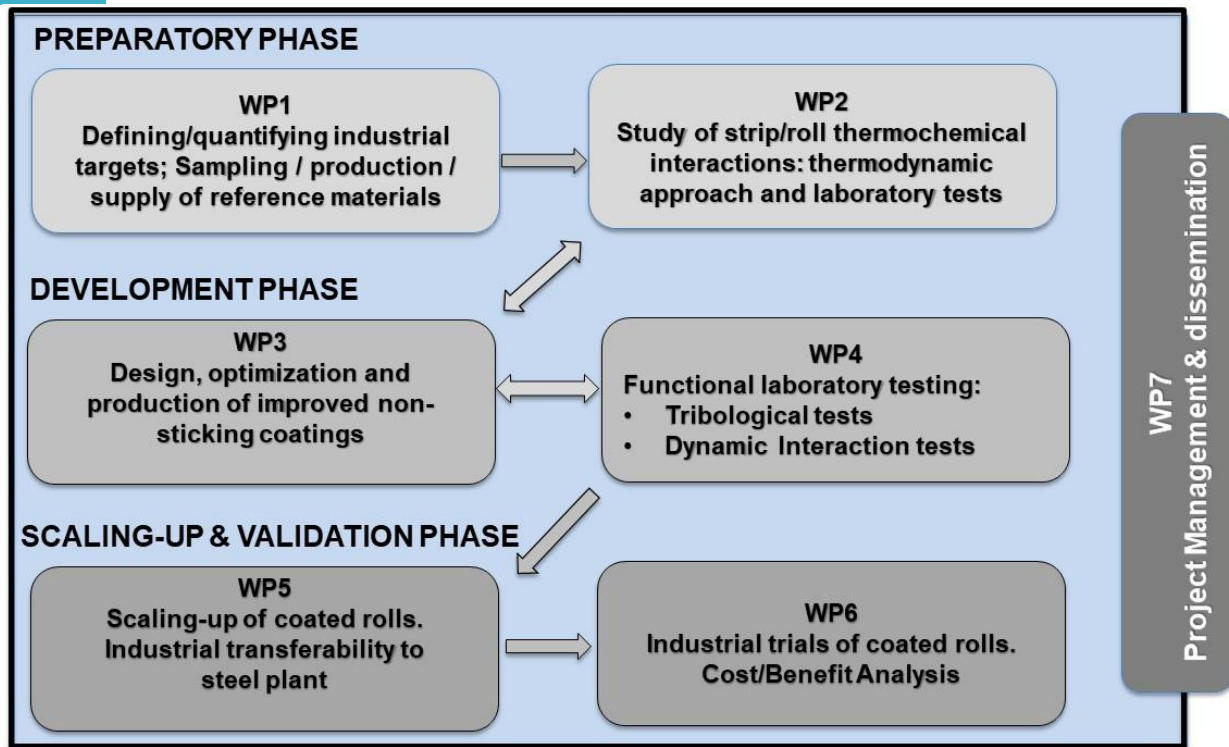 PREPARATORY PHASE
WP1
Defining/quantifying industrial
targets; Sampling / production /
supply of reference materials
WP2
Study of strip/roll thermochemical
interactions: thermodynamic
approach and laboratory tests
DEVELOPMENT PHASE
WP3
Design, optimization and
production of improved non-
sticking coatings
WP4
Functional laboratory testing:
• Tribological tests
• Dynamic Interaction tests
SCALING-UP & VALIDATION PHASE
WP5
Scaling-up of coated rolls.
Industrial transferability to
steel plant
WP6
Industrial trials of coated rolls.
Cost/Benefit Analysis
WP7
Project Management & dissemination